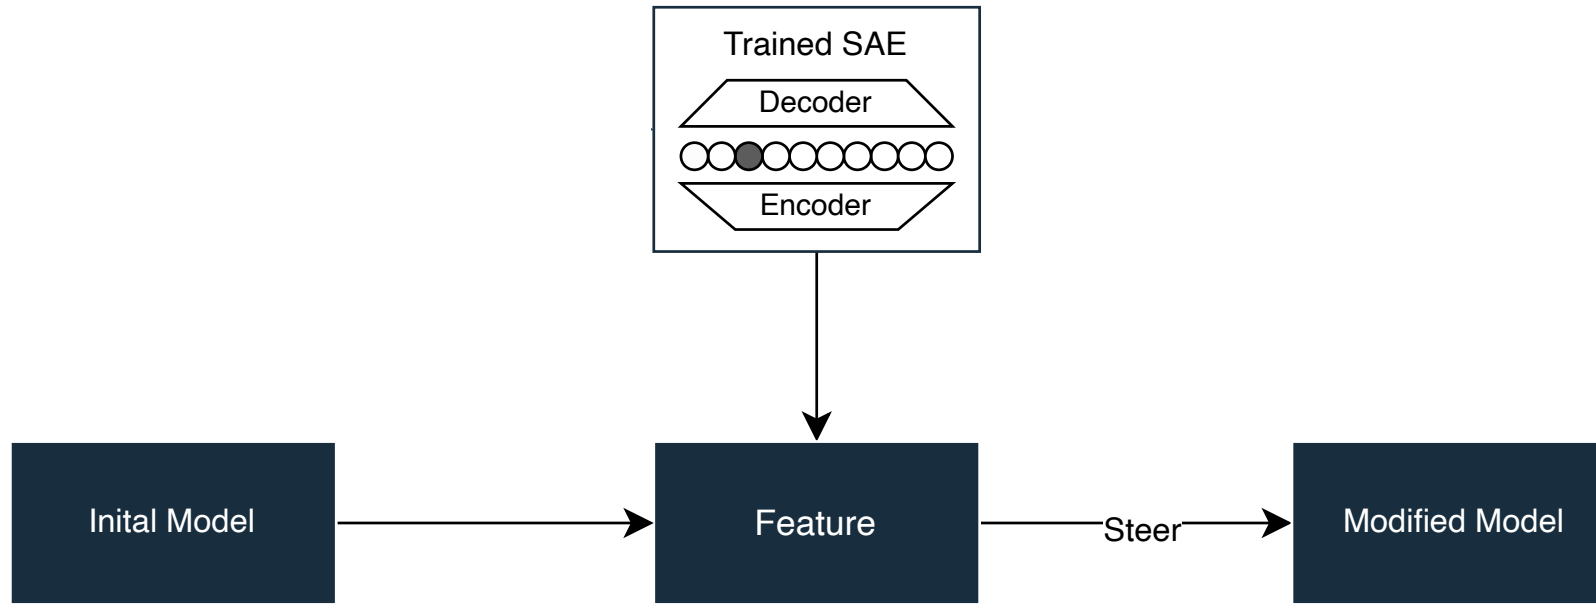 Trained SAE
Decoder
Encoder
Inital Model
Feature
Steer
Modified Model